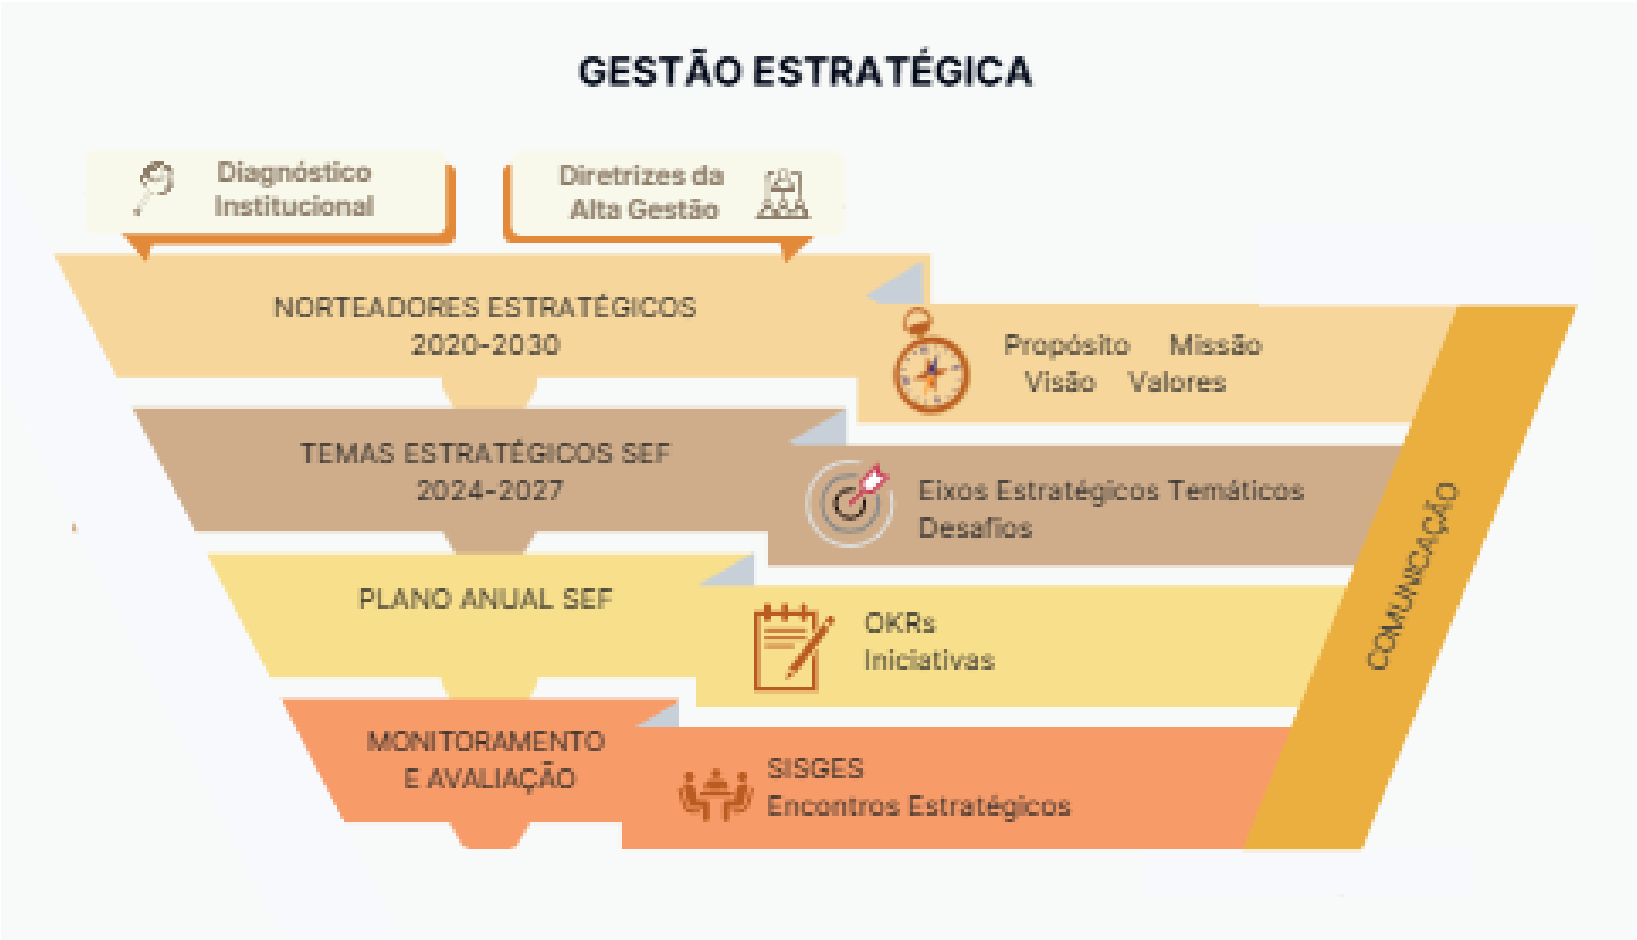 GESTÃO ESTRATÉGICA
Diagnóstico
Institucional
Diretrizes da
Alta Gestão
NORTEADORES ESTRATÉGICOS
2020-2030
Propósito Missão
Visão Valores
TEMAS ESTRATÉGICOS SEF
2024-2027
Eixos Estratégicos Temáticos
Desafios
PLANO ANUAL SEF
OKRs
Iniciativas
MONITORAMENTO
E AVALIAÇÃO
SISGES
Encontros Estratégicos
COMUNICAÇÃO